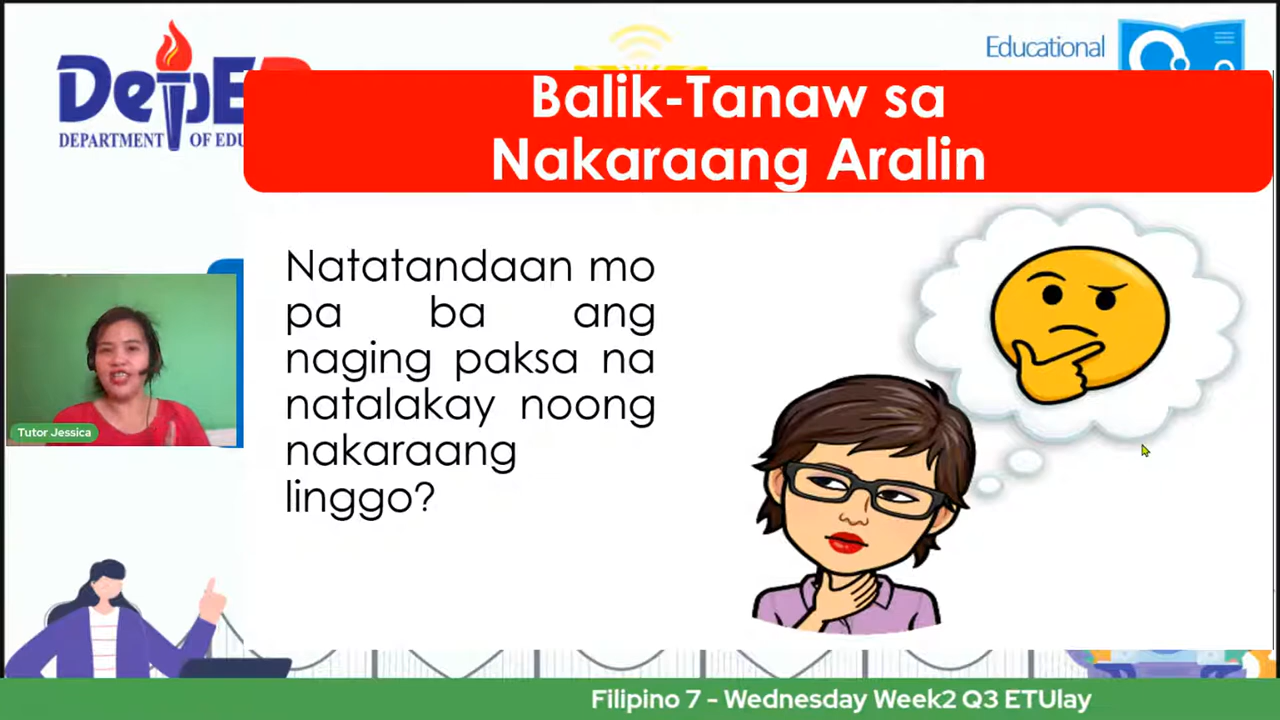 DepE
DEPARTMENT OF EDU
Educational
Balik-Tanaw sa
Nakaraang Aralin
Natatandaan mo
pa ba ang
naging paksa na
natalakay noong
nakaraang
linggo?
Tutor Jessica
Filipino 7 - Wednesday Week2 Q3 ETUlay